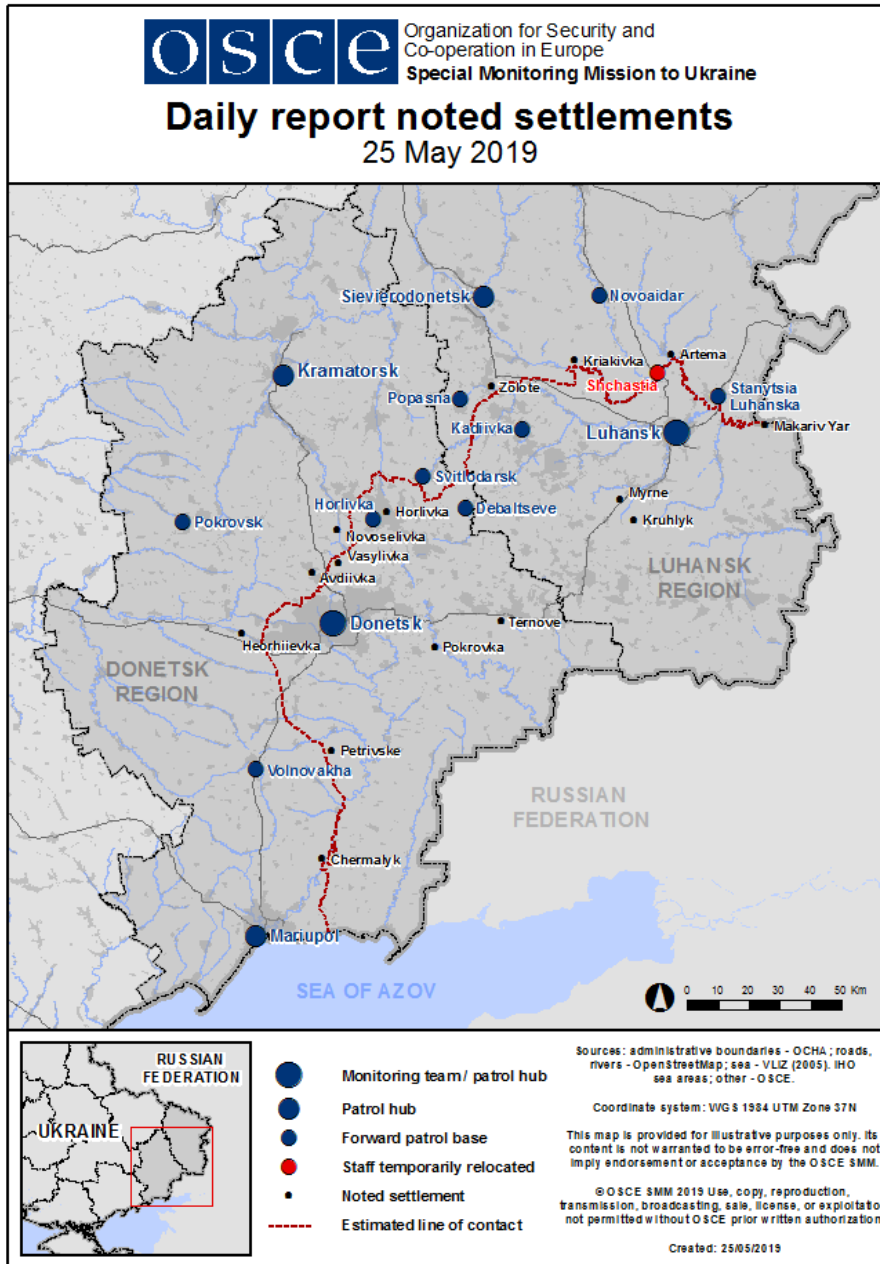 osce
Organization for Security and
Co-operation in Europe
Special Monitoring Mission to Ukraine
Daily report noted settlements
25 May 2019
Sievierodonetsk
Novoaidar
Kriakivka
Artema
Kramatorsk
Shchastia
Zolote
Popasna
Stanytsia
Luhanska
Kadiivka
Luhansk
Makariv Yar
Svitlodarsk
Myrne
Horlivka
Horlivka
Debaltseve
Kruhlyk
Pokrovsk
Novoselivka
Vasylivka
Avdiivka
LUHANSK
REGION
Donetsk
Ternove
Heorhiievka
Pokrovka
DONETSK
REGION
Petrivske
Volnovakha
RUSSIAN
FEDERATION
Chermalyk
Mariupol
SEA OF AZOV
0 10 20 30 40 50 Km
RUSSIAN
FEDERATION
UKRAINE
Monitoring team / patrol hub
Patrol hub
Forward patrol base
Staff temporarily relocated
Noted settlement
Estimated line of contact
Sources: administrative boundaries - OCHA; roads,
rivers - OpenStreetMap; sea - VLIZ (2005). IHO
sea areas; other - OSCE.
Coordinate system: WGS 1984 UTM Zone 37N
This map is provided for illustrative purposes only. Its
content is not warranted to be error-free and does not
imply endorsement or acceptance by the OSCE SMM.
© OSCE SMM 2019 Use, copy, reproduction,
transmission, broadcasting, sale, license, or exploitatio
not permitted without OSCE prior written authorization
Created: 25/05/2019